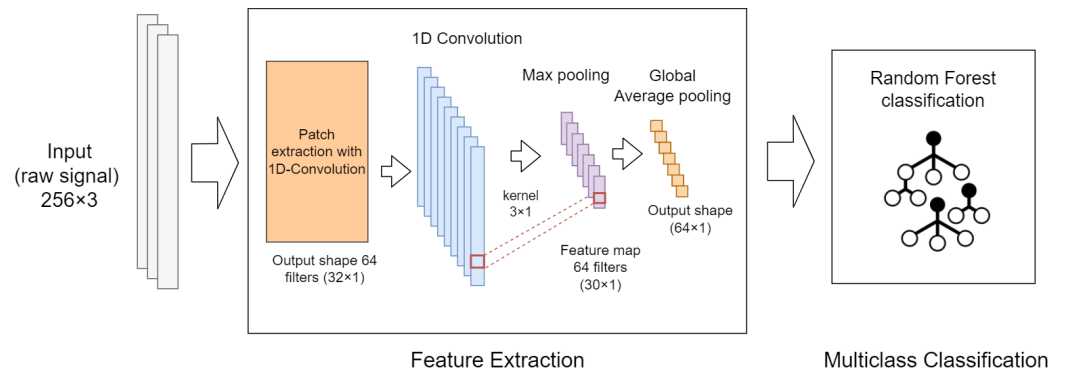 Input
(raw signal)
256×3
Patch
extraction with
1D-Convolution
Output shape 64
filters (32×1)
1D Convolution
kernel
3×1
Max pooling
Feature map
64 filters
(30×1)
Global
Average pooling
Output shape
(64×1)
Feature Extraction
Random Forest
classification
Multiclass Classification